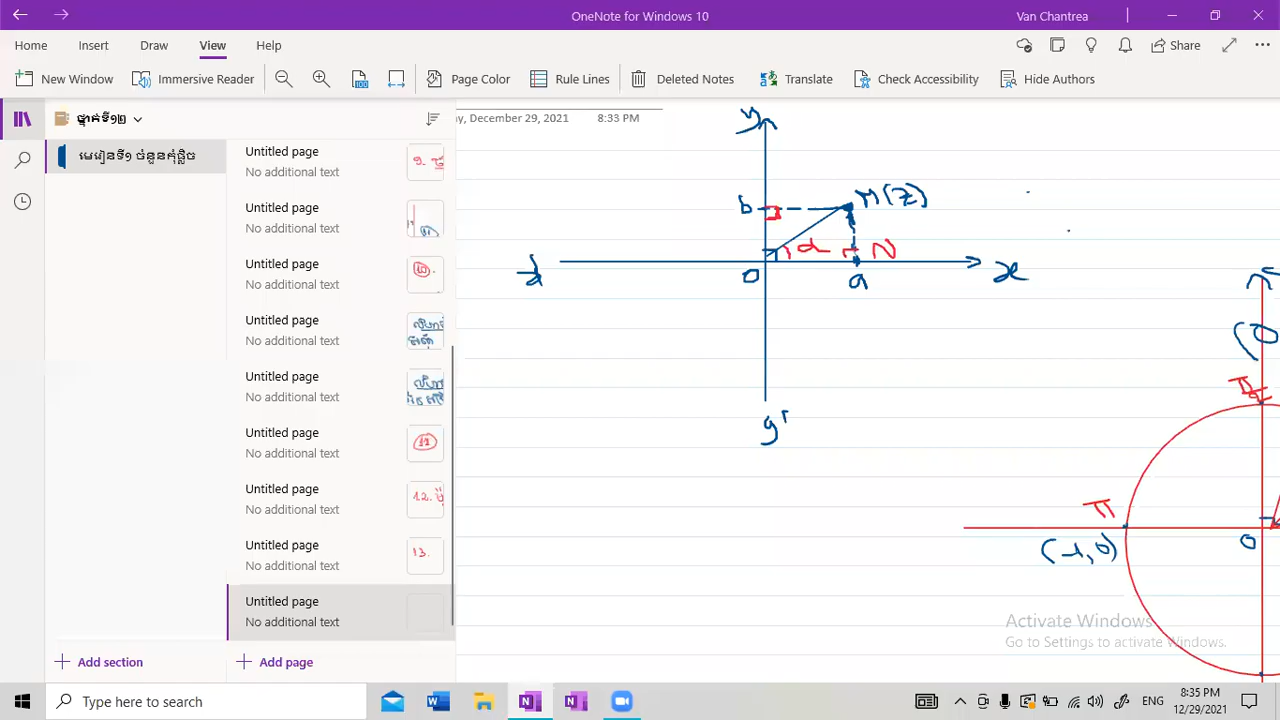 OneNote for Windows 10
Van Chantrea
Home
Insert
Draw
View
Help
Share
New Window
Immersive Reader
Page Color
Rule Lines
Deleted Notes
Translate
Check Accessibility
Hide Authors
ថ្នាក់ទី១២
មេរៀនទី១ ចំនួនកុំផ្លិច
Untitled page
No additional text
Untitled page
No additional text
Untitled page
No additional text
Untitled page
No additional text
Untitled page
No additional text
Untitled page
No additional text
12.
Untitled page
No additional text
13.
Untitled page
No additional text
Untitled page
No additional text
Add section
Add page
y, December 29, 2021
8:33 PM
y
b
M(z)
α
N
o
a
x
y'
π
(-1,0)
o
Activate Windows
Go to Settings to activate Windows.
Type here to search
ENG
8:35 PM
12/29/2021